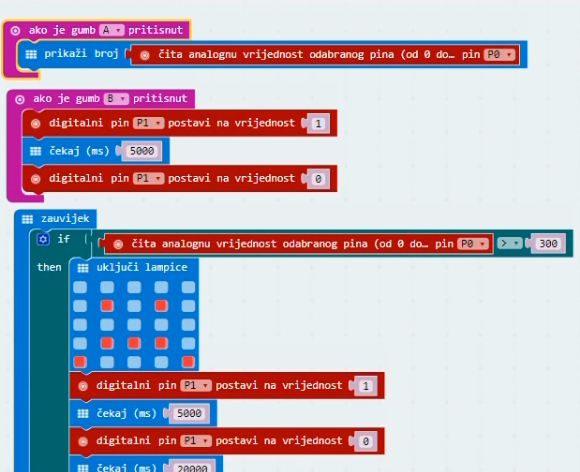 ako je gumb A pritisnut
prikaži broj čita analognu vrijednost odabranog pina (od 0 do… pin P0
ako je gumb B pritisnut
digitalni pin P1 postavi na vrijednost 1
čekaj (ms) 5000
digitalni pin P1 postavi na vrijednost 0
zauvijek
if čita analognu vrijednost odabranog pina (od 0 do… pin P0 > 300
then uključi lampice
digitalni pin P1 postavi na vrijednost 1
čekaj (ms) 5000
digitalni pin P1 postavi na vrijednost 0
čekaj (ms) 20000